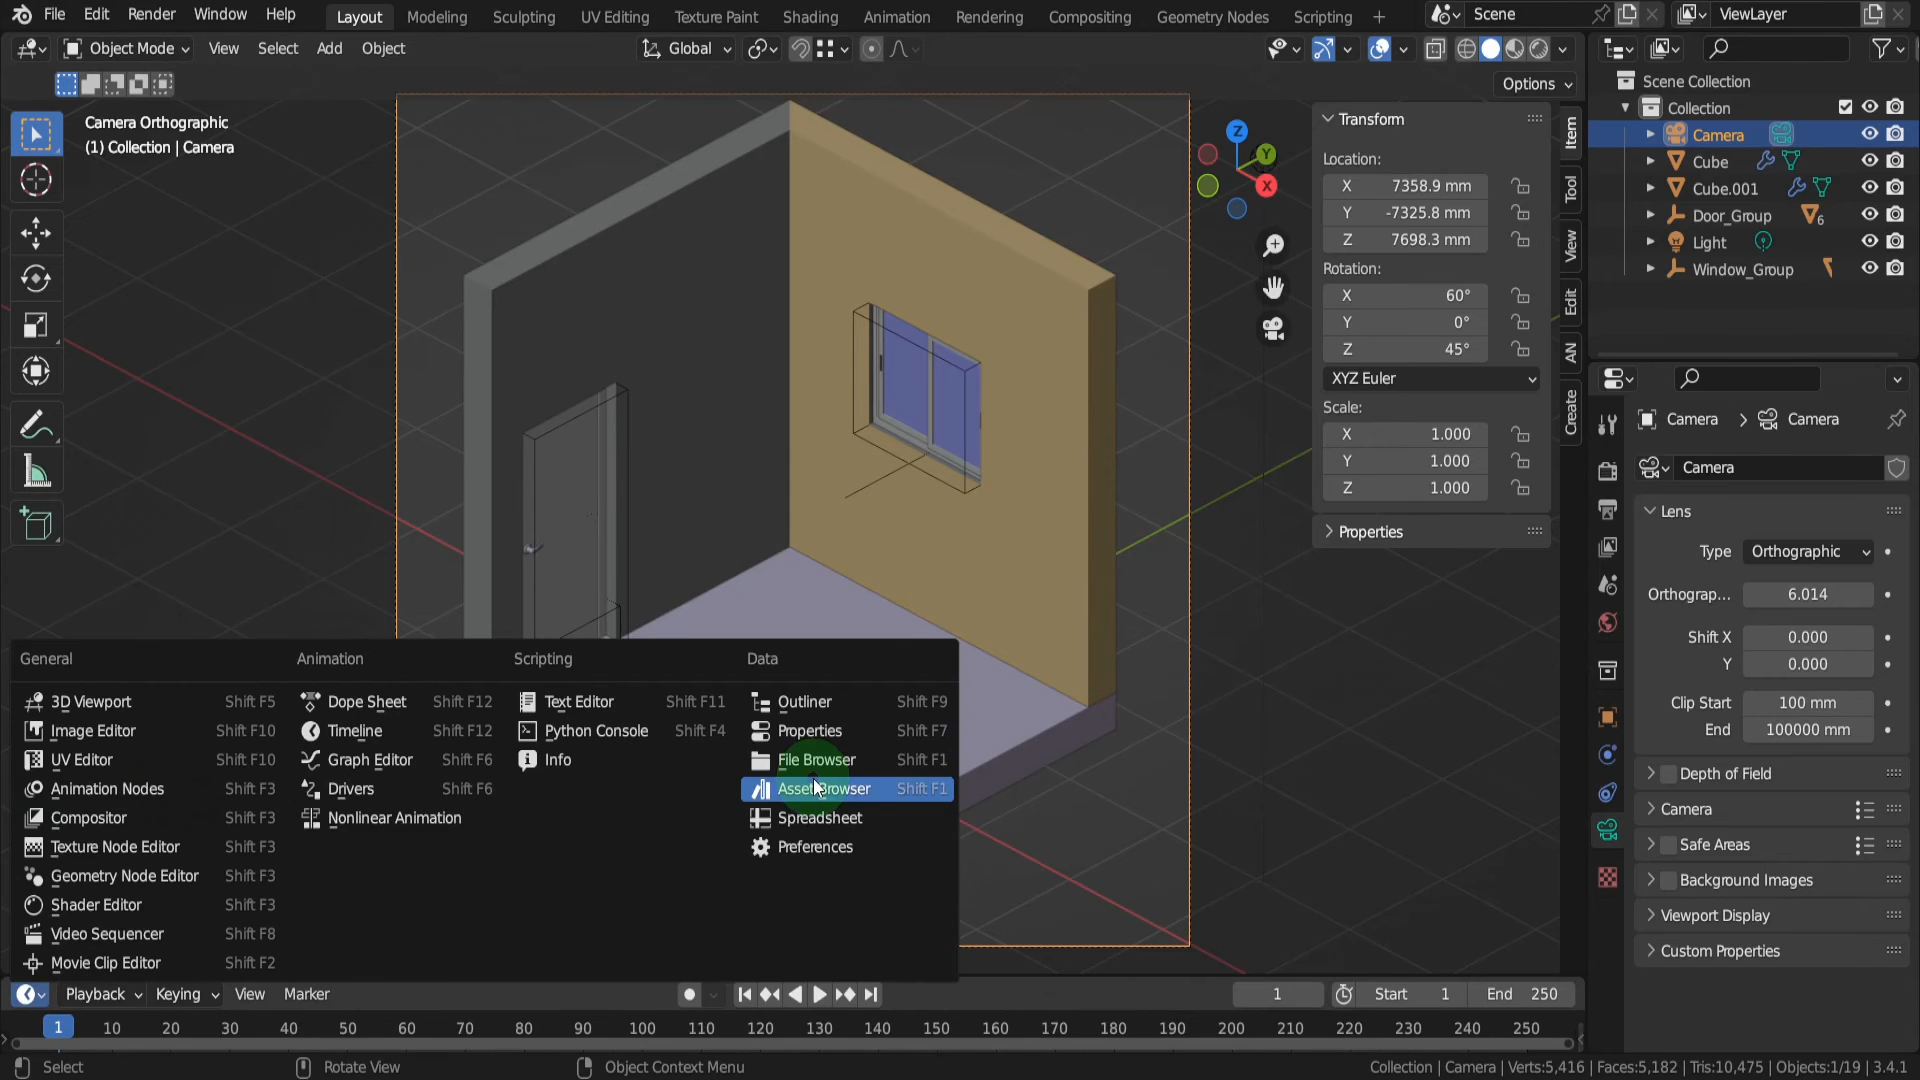 File Edit Render Window Help Layout Modeling Sculpting UV Editing Texture Paint Shading Animation Rendering Compositing Geometry Nodes Scripting + Scene ViewLayer
Object Mode View Select Add Object Global
Options
Camera Orthographic
(1) Collection | Camera
Z
Y
X
Transform
Location:
X 7358.9 mm
Y -7325.8 mm
Z 7698.3 mm
Rotation:
X 60°
Y 0°
Z 45°
XYZ Euler
Scale:
X 1.000
Y 1.000
Z 1.000
Properties
Item
Tool
View
Edit
AN
Create
Scene Collection
Collection
Camera
Cube
Cube.001
Door_Group 6
Light
Window_Group
Camera > Camera
Camera
Lens
Type Orthographic
Orthograp... 6.014
Shift X 0.000
Y 0.000
Clip Start 100 mm
End 100000 mm
Depth of Field
Camera
Safe Areas
Background Images
Viewport Display
Custom Properties
General Animation Scripting Data
3D Viewport Shift F5 Dope Sheet Shift F12 Text Editor Shift F11 Outliner Shift F9
Image Editor Shift F10 Timeline Shift F12 Python Console Shift F4 Properties Shift F7
UV Editor Shift F10 Graph Editor Shift F6 Info File Browser Shift F1
Animation Nodes Shift F3 Drivers Shift F6 Asset Browser Shift F1
Compositor Shift F3 Nonlinear Animation Spreadsheet
Texture Node Editor Shift F3 Preferences
Geometry Node Editor Shift F3
Shader Editor Shift F3
Video Sequencer Shift F8
Movie Clip Editor Shift F2
Playback Keying View Marker 1 Start 1 End 250
1 10 20 30 40 50 60 70 80 90 100 110 120 130 140 150 160 170 180 190 200 210 220 230 240 250
Select Rotate View Object Context Menu Collection | Camera | Verts:5,416 | Faces:5,182 | Tris:10,475 | Objects:1/19 | 3.4.1